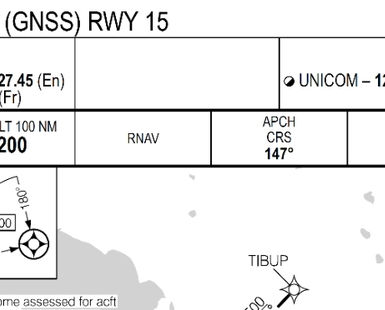 (GNSS) RWY 15
27.45 (En)
(Fr)
UNICOM – 12
LT 100 NM
200
RNAV
APCH
CRS
147°
180°
00
TIBUP
500
ome assessed for acft